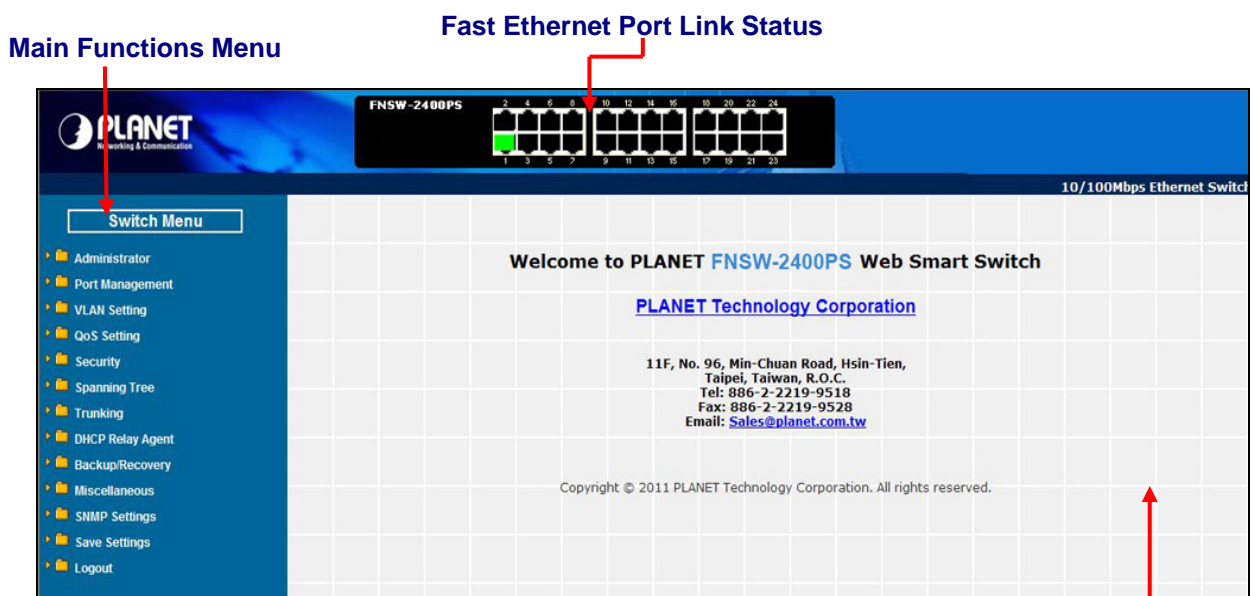 Fast Ethernet Port Link Status
Main Functions Menu
PLANET
Networking & Communication
FNSW-2400PS
2 4 6 8 10 12 14 16 18 20 22 24
1 3 5 7 9 11 13 15 17 19 21 23
10/100Mbps Ethernet Switch
Switch Menu
Administrator
Port Management
VLAN Setting
QoS Setting
Security
Spanning Tree
Trunking
DHCP Relay Agent
Backup/Recovery
Miscellaneous
SNMP Settings
Save Settings
Logout
Welcome to PLANET FNSW-2400PS Web Smart Switch
PLANET Technology Corporation
11F, No. 96, Min-Chuan Road, Hsin-Tien,
Taipei, Taiwan, R.O.C.
Tel: 886-2-2219-9518
Fax: 886-2-2219-9528
Email: Sales@planet.com.tw
Copyright © 2011 PLANET Technology Corporation. All rights reserved.